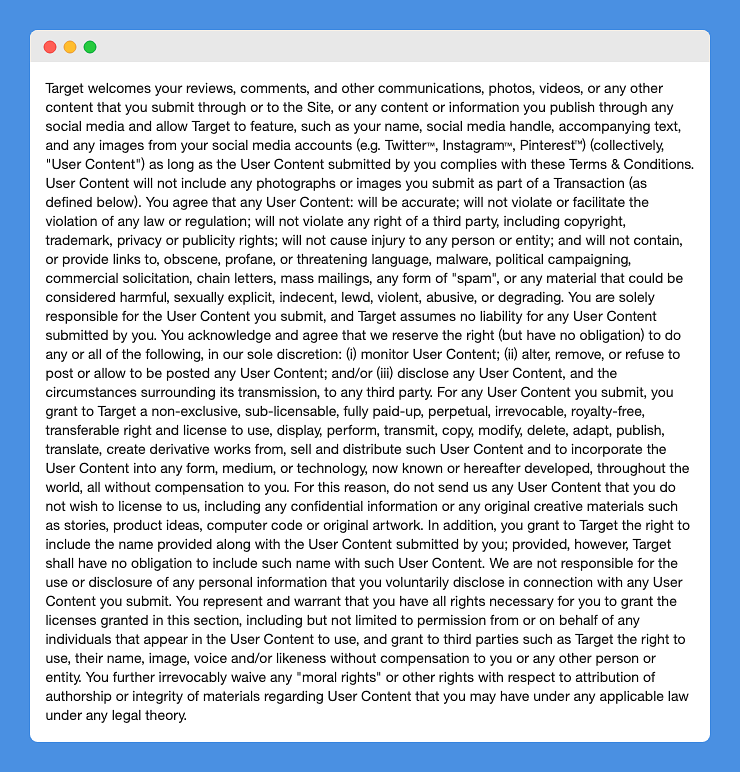 Target welcomes your reviews, comments, and other communications, photos, videos, or any other
content that you submit through or to the Site, or any content or information you publish through any
social media and allow Target to feature, such as your name, social media handle, accompanying text,
and any images from your social media accounts (e.g. Twitter™, Instagram™, Pinterest™) (collectively,
"User Content") as long as the User Content submitted by you complies with these Terms & Conditions.
User Content will not include any photographs or images you submit as part of a Transaction (as
defined below). You agree that any User Content: will be accurate; will not violate or facilitate the
violation of any law or regulation; will not violate any right of a third party, including copyright,
trademark, privacy or publicity rights; will not cause injury to any person or entity; and will not contain,
or provide links to, obscene, profane, or threatening language, malware, political campaigning,
commercial solicitation, chain letters, mass mailings, any form of "spam", or any material that could be
considered harmful, sexually explicit, indecent, lewd, violent, abusive, or degrading. You are solely
responsible for the User Content you submit, and Target assumes no liability for any User Content
submitted by you. You acknowledge and agree that we reserve the right (but have no obligation) to do
any or all of the following, in our sole discretion: (i) monitor User Content; (ii) alter, remove, or refuse to
post or allow to be posted any User Content; and/or (iii) disclose any User Content, and the
circumstances surrounding its transmission, to any third party. For any User Content you submit, you
grant to Target a non-exclusive, sub-licensable, fully paid-up, perpetual, irrevocable, royalty-free,
transferable right and license to use, display, perform, transmit, copy, modify, delete, adapt, publish,
translate, create derivative works from, sell and distribute such User Content and to incorporate the
User Content into any form, medium, or technology, now known or hereafter developed, throughout the
world, all without compensation to you. For this reason, do not send us any User Content that you do
not wish to license to us, including any confidential information or any original creative materials such
as stories, product ideas, computer code or original artwork. In addition, you grant to Target the right to
include the name provided along with the User Content submitted by you; provided, however, Target
shall have no obligation to include such name with such User Content. We are not responsible for the
use or disclosure of any personal information that you voluntarily disclose in connection with any User
Content you submit. You represent and warrant that you have all rights necessary for you to grant the
licenses granted in this section, including but not limited to permission from or on behalf of any
individuals that appear in the User Content to use, and grant to third parties such as Target the right to
use, their name, image, voice and/or likeness without compensation to you or any other person or
entity. You further irrevocably waive any "moral rights" or other rights with respect to attribution of
authorship or integrity of materials regarding User Content that you may have under any applicable law
under any legal theory.